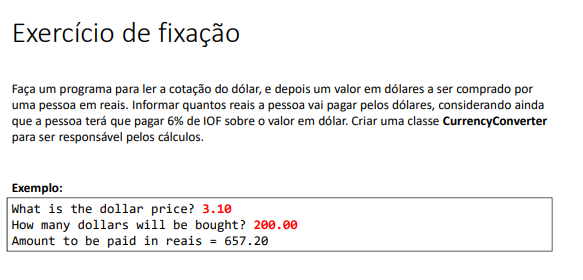 Exercício de fixação
Faça um programa para ler a cotação do dólar, e depois um valor em dólares a ser comprado por
uma pessoa em reais. Informar quantos reais a pessoa vai pagar pelos dólares, considerando ainda
que a pessoa terá que pagar 6% de IOF sobre o valor em dólar. Criar uma classe CurrencyConverter
para ser responsável pelos cálculos.
Exemplo:
What is the dollar price? 3.10
How many dollars will be bought? 200.00
Amount to be paid in reais = 657.20